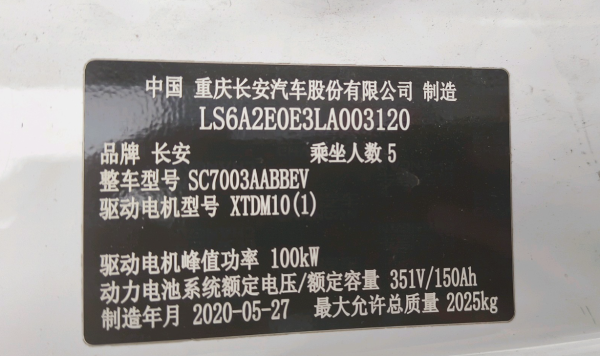 中国 重庆长安汽车股份有限公司 制造
LS6A2E0E3LA003120
品牌 长安 乘坐人数 5
整车型号 SC7003AABBEV
驱动电机型号 XTDM10(1)
驱动电机峰值功率 100kW
动力电池系统额定电压/额定容量 351V/150Ah
制造年月 2020-05-27 最大允许总质量 2025kg